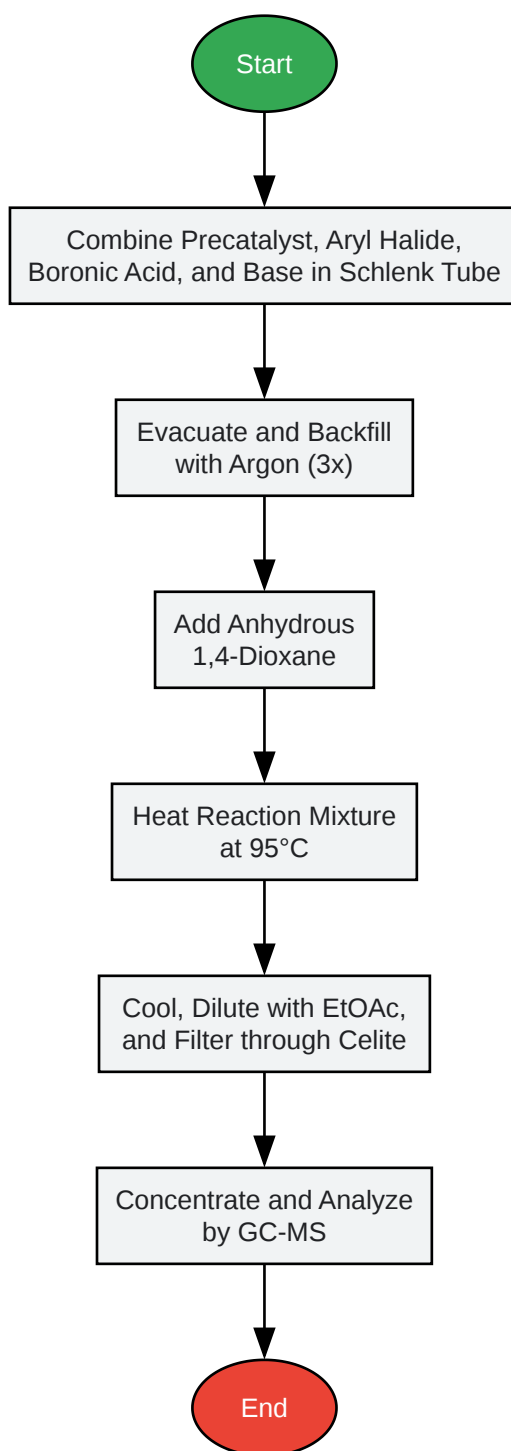 Start
Combine Precatalyst, Aryl Halide,
Boronic Acid, and Base in Schlenk Tube
Evacuate and Backfill
with Argon (3x)
Add Anhydrous
1,4-Dioxane
Heat Reaction Mixture
at 95°C
Cool, Dilute with EtOAc,
and Filter through Celite
Concentrate and Analyze
by GC-MS
End